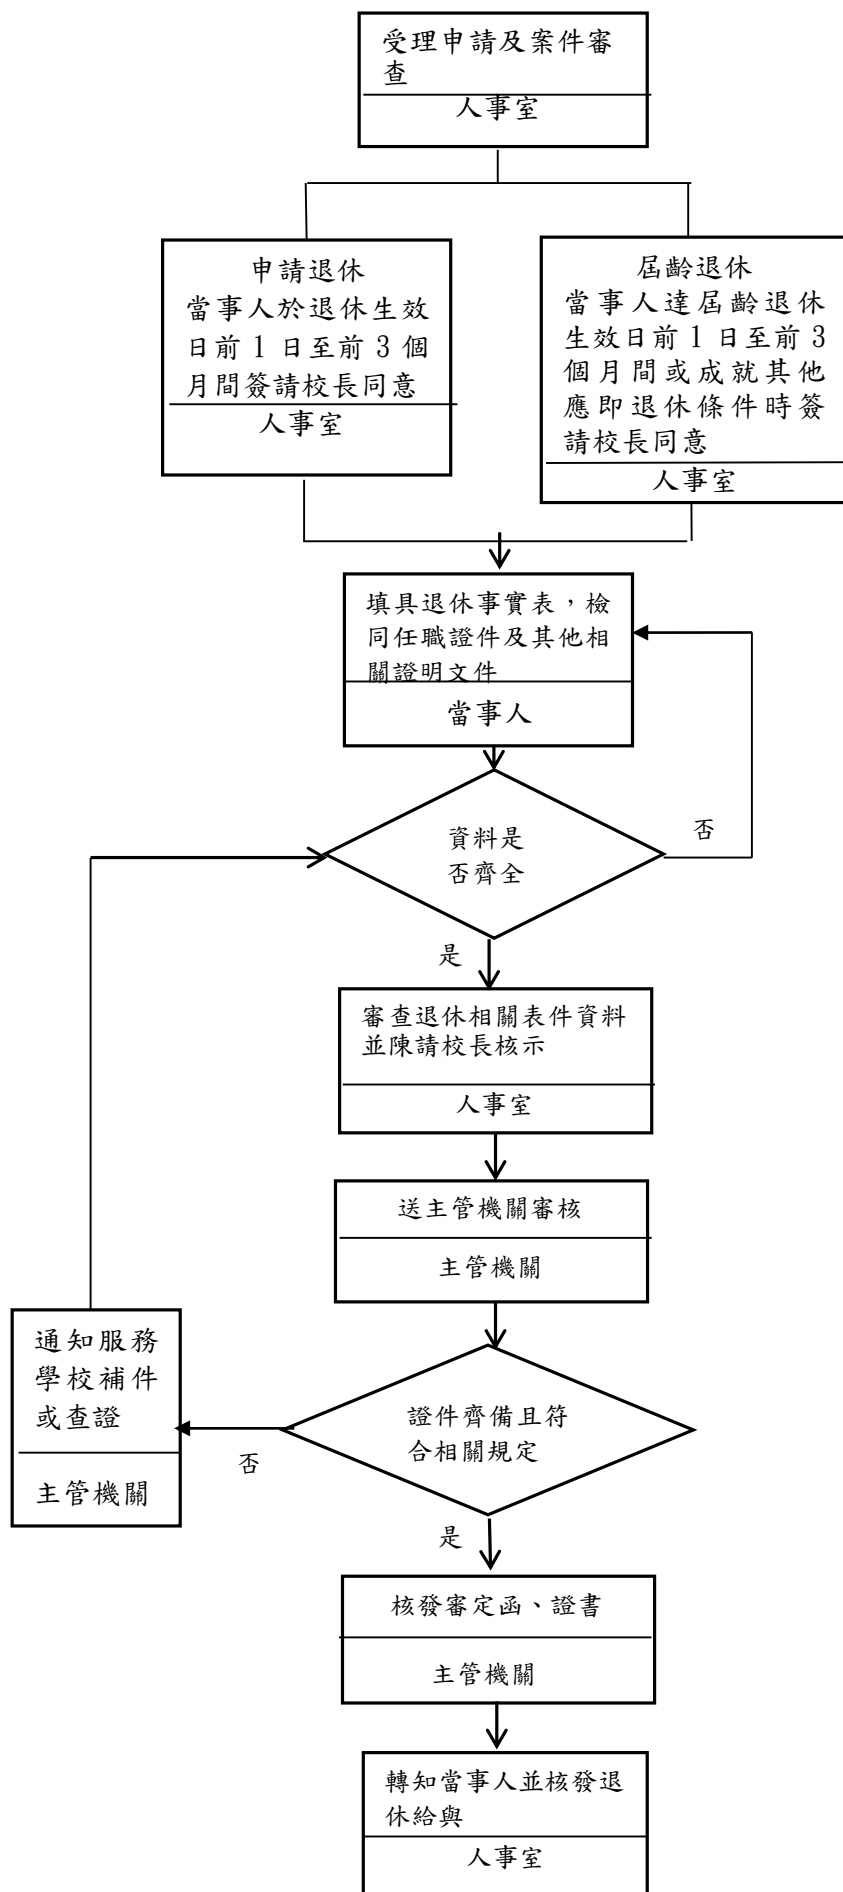 受理申請及案件審
查
人事室
申請退休
當事人於退休生效
日前 1 日至前 3 個
月間簽請校長同意
人事室
屆齡退休
當事人達屆齡退休
生效日前 1 日至前 3
個月間或成就其他
應即退休條件時簽
請校長同意
人事室
填具退休事實表，檢
同任職證件及其他相
關證明文件
當事人
資料是
否齊全
否
是
審查退休相關表件資料
並陳請校長核示
人事室
送主管機關審核
主管機關
通知服務
學校補件
或查證
主管機關
否
證件齊備且符
合相關規定
是
核發審定函、證書
主管機關
轉知當事人並核發退
休給與
人事室